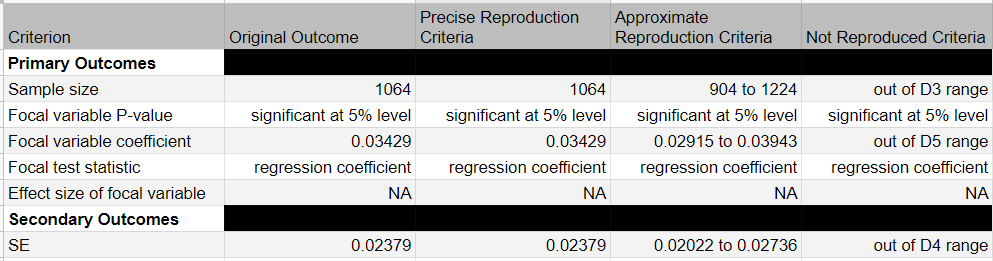 Criterion Original Outcome Precise Reproduction Criteria Approximate Reproduction Criteria Not Reproduced Criteria
Primary Outcomes
Sample size 1064 1064 904 to 1224 out of D3 range
Focal variable P-value significant at 5% level significant at 5% level significant at 5% level significant at 5% level
Focal variable coefficient 0.03429 0.03429 0.02915 to 0.03943 out of D5 range
Focal test statistic regression coefficient regression coefficient regression coefficient regression coefficient
Effect size of focal variable NA NA NA NA
Secondary Outcomes
SE 0.02379 0.02379 0.02022 to 0.02736 out of D4 range